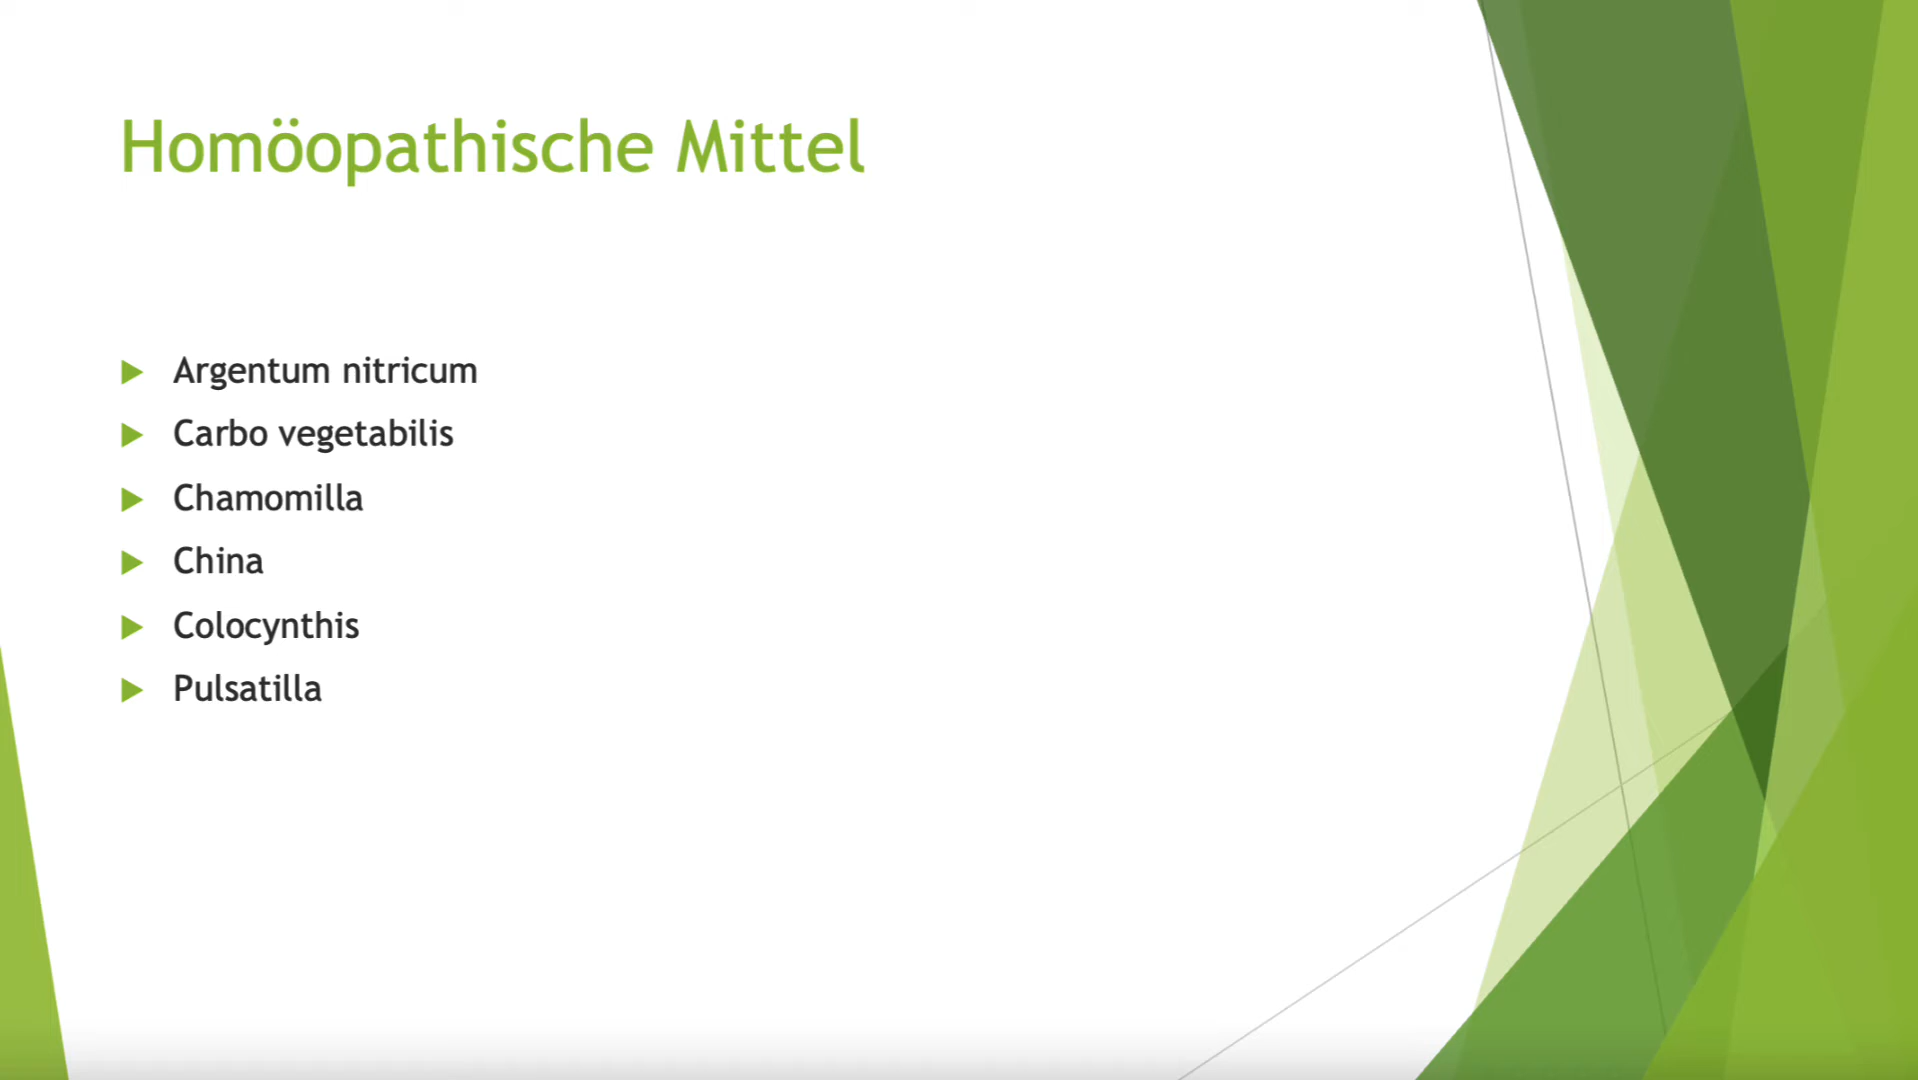 Homöopathische Mittel
Argentum nitricum
Carbo vegetabilis
Chamomilla
China
Colocynthis
Pulsatilla